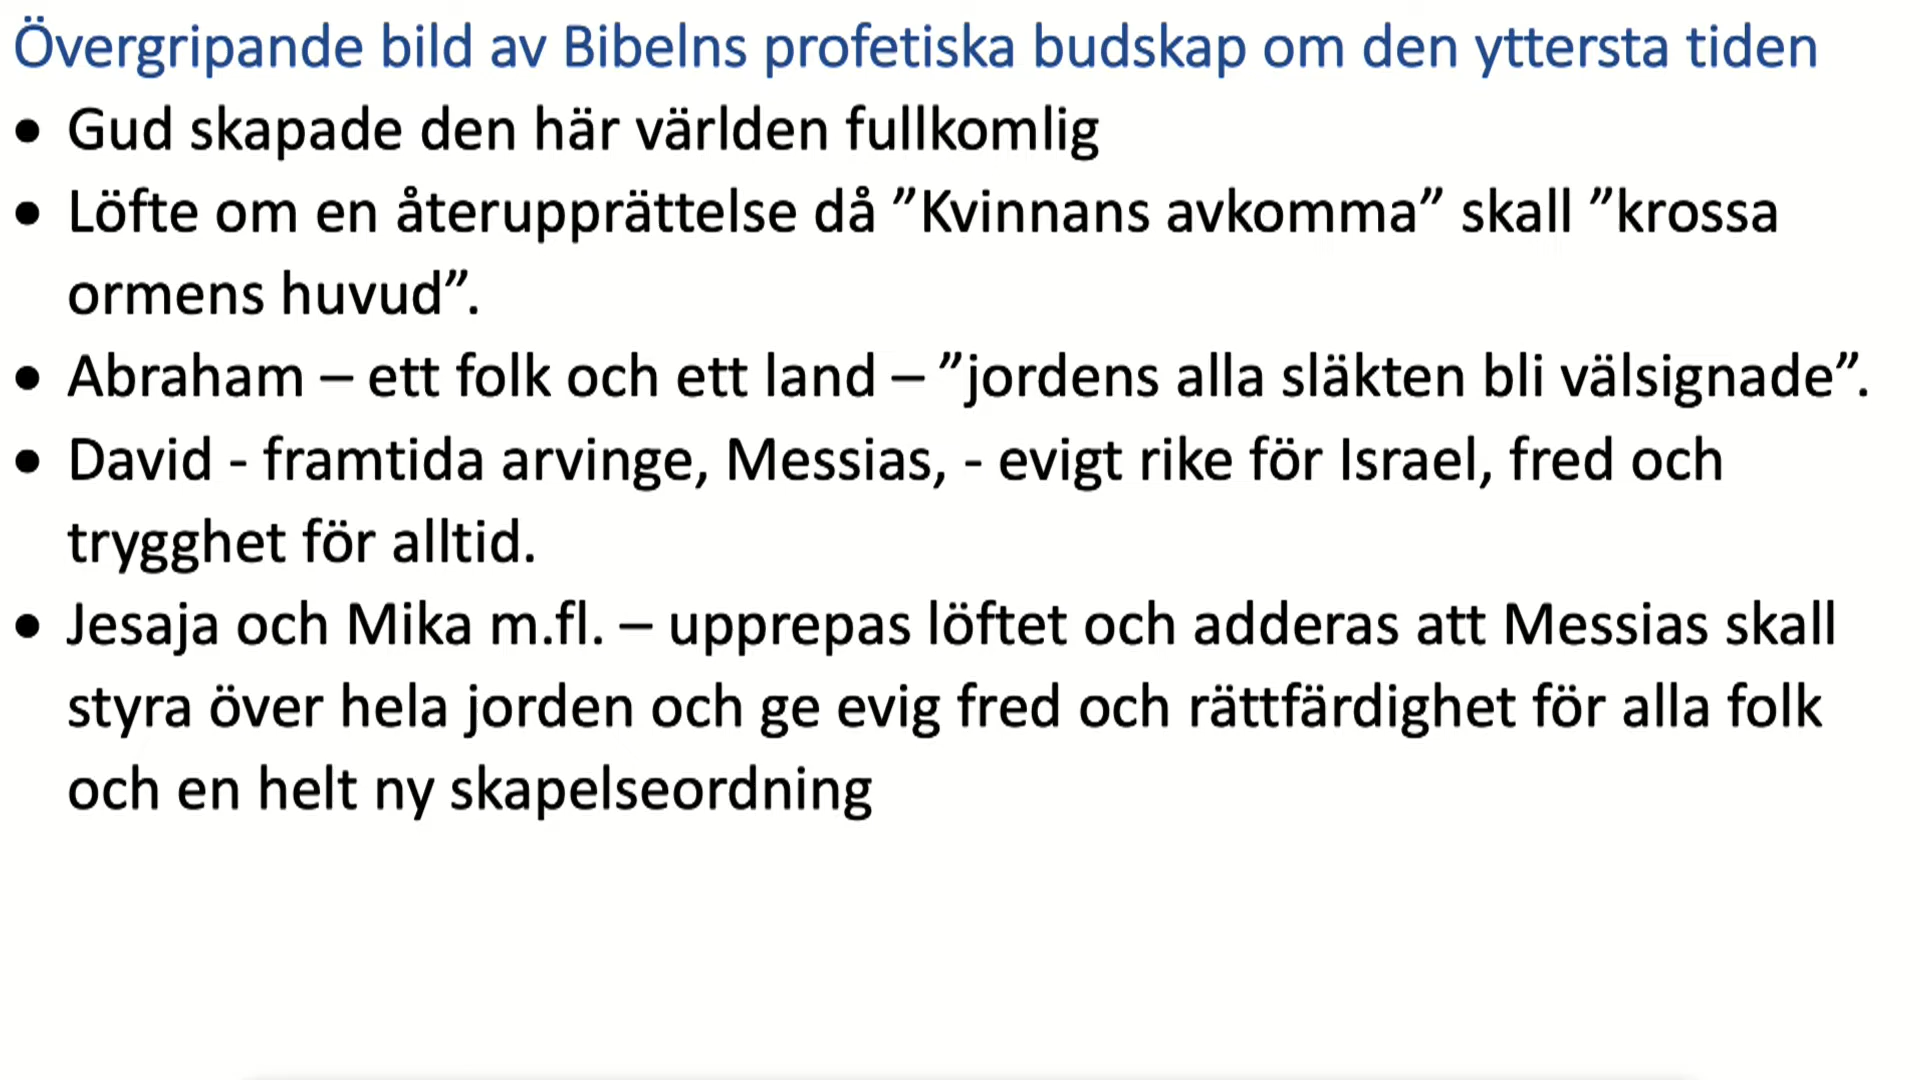 Övergripande bild av Bibelns profetiska budskap om den yttersta tiden
• Gud skapade den här världen fullkomlig
• Löfte om en återupprättelse då ”Kvinnans avkomma” skall ”krossa
ormens huvud”.
• Abraham – ett folk och ett land – ”jordens alla släkten bli välsignade”.
• David - framtida arvinge, Messias, - evigt rike för Israel, fred och
trygghet för alltid.
• Jesaja och Mika m.fl. – upprepas löftet och adderas att Messias skall
styra över hela jorden och ge evig fred och rättfärdighet för alla folk
och en helt ny skapelseordning